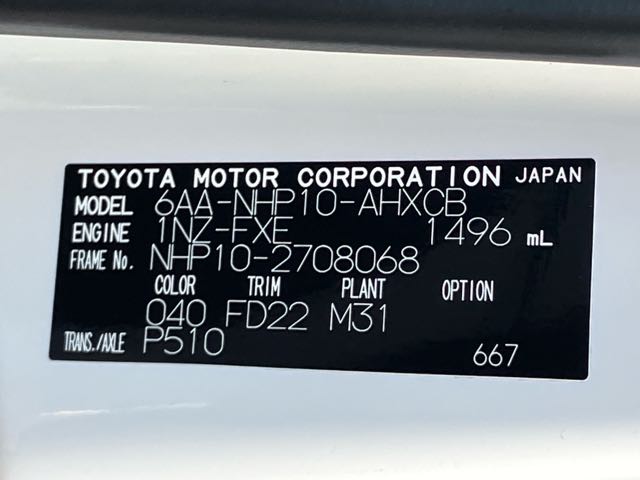 TOYOTA MOTOR CORPORATION JAPAN
MODEL 6AA-NHP10-AHXCB
ENGINE 1NZ-FXE 1496 mL
FRAME No. NHP10-2708068
COLOR TRIM PLANT OPTION
040 FD22 M31
TRANS./AXLE P510 667